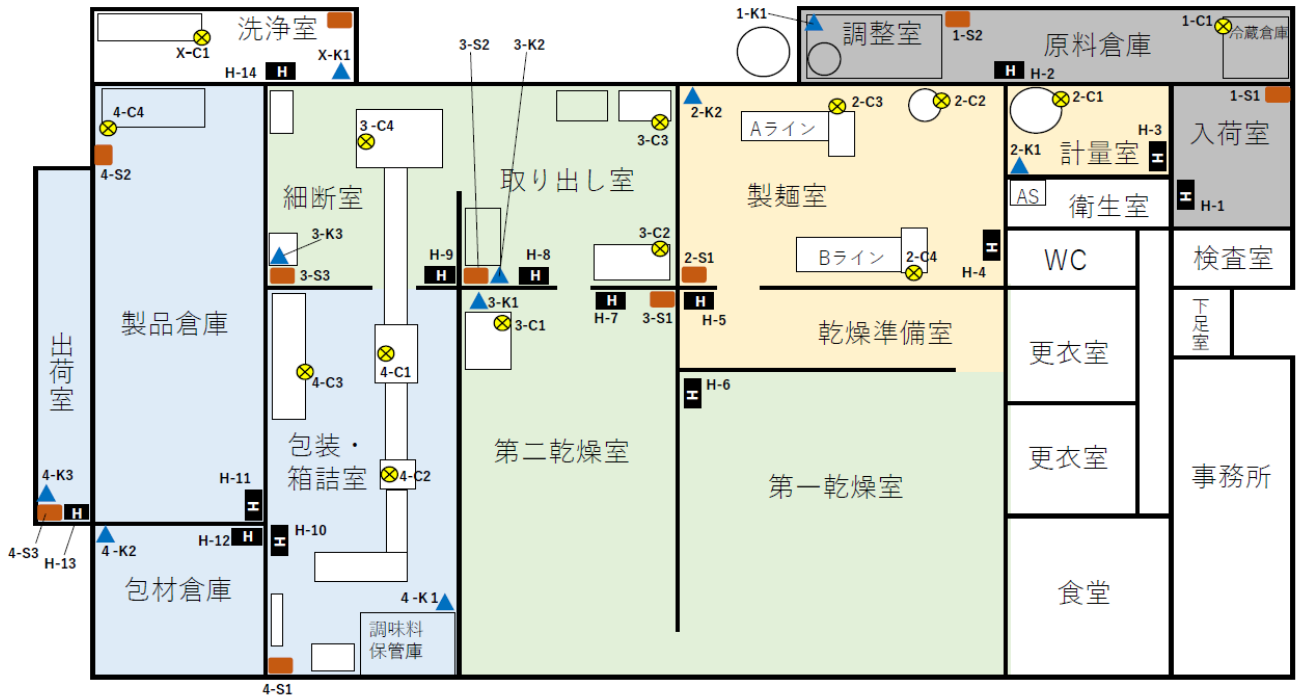 洗浄室
X-C1
X-K1
H-14
H
3-S2
3-K2
1-K1
調整室
1-S2
原料倉庫
1-C1
冷蔵倉庫
H
H-2
4-C4
4-S2
3-C4
3-C3
細断室
取り出し室
3-K3
3-S3
H-9
H
H-8
H
3-C2
2-K2
Aライン
2-C3
2-C2
製麺室
2-S1
Bライン
2-C4
H
H-4
2-C1
2-K1
計量室
H-3
H
1-S1
入荷室
H
H-1
AS
衛生室
WC
検査室
下足室
製品倉庫
出荷室
4-C3
4-C1
包装・
箱詰室
4-C2
3-K1
3-C1
H
H-7
3-S1
H
H-5
乾燥準備室
H
H-6
第二乾燥室
第一乾燥室
更衣室
更衣室
事務所
食堂
4-K3
H
4-S3
H-13
H-11
H
4-K2
H-12
H
H
H-10
包材倉庫
4-K1
調味料
保管庫
4-S1